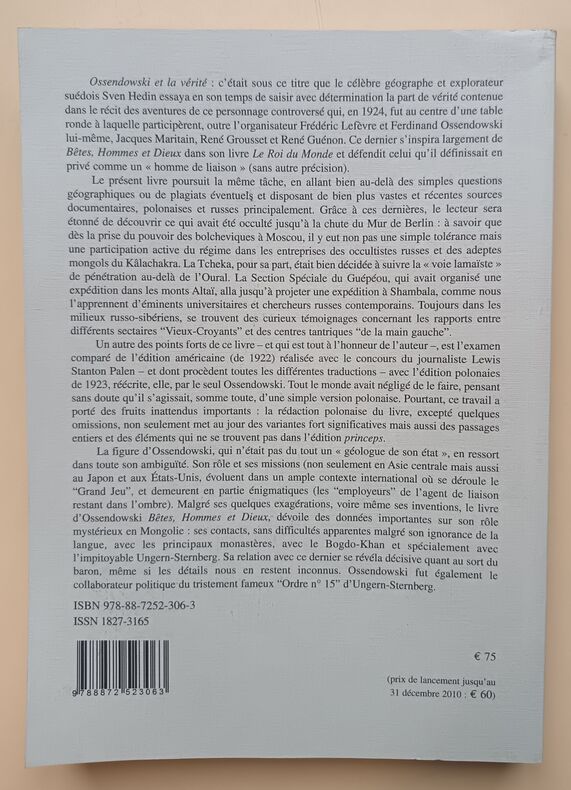 Ossendowski et la vérité : c'était sous ce titre que le célèbre géographe et explorateur
suédois Sven Hedin essaya en son temps de saisir avec détermination la part de vérité contenue
dans le récit des aventures de ce personnage controversé qui, en 1924, fut au centre d'une table
ronde à laquelle participèrent, outre l'organisateur Frédéric Lefèvre et Ferdinand Ossendowski
lui-même, Jacques Maritain, René Grousset et René Guénon. Ce dernier s'inspira largement de
Bêtes, Hommes et Dieux dans son livre Le Roi du Monde et défendit celui qu'il définissait en
privé comme un « homme de liaison » (sans autre précision).
Le présent livre poursuit la même tâche, en allant bien au-delà des simples questions
géographiques ou de plagiats éventuels et disposant de bien plus vastes et récentes sources
documentaires, polonaises et russes principalement. Grâce à ces dernières, le lecteur sera
étonné de découvrir ce qui avait été occulté jusqu'à la chute du Mur de Berlin : à savoir que
dès la prise du pouvoir des bolcheviques à Moscou, il y eut non pas une simple tolérance mais
une participation active du régime dans les entreprises des occultistes russes et des adeptes
mongols du Kâlachakra. La Tcheka, pour sa part, était bien décidée à suivre la « voie lamaïste »
de pénétration au-delà de l'Oural. La Section Spéciale du Guépéou, qui avait organisé une
expédition dans les monts Altaï, alla jusqu'à projeter une expédition à Shambala, comme nous
l'apprennent d'éminents universitaires et chercheurs russes contemporains. Toujours dans les
milieux russo-sibériens, se trouvent des curieux témoignages concernant les rapports entre
différents sectaires "Vieux-Croyants" et des centres tantriques "de la main gauche".
Un autre des points forts de ce livre – et qui est tout à l'honneur de l'auteur –, est l'examen
comparé de l'édition américaine (de 1922) réalisée avec le concours du journaliste Lewis
Stanton Palen – et dont procèdent toutes les différentes traductions – avec l'édition polonaies
de 1923, réécrite, elle, par le seul Ossendowski. Tout le monde avait négligé de le faire, pensant
sans doute qu'il s'agissait, somme toute, d'une simple version polonaise. Pourtant, ce travail a
porté des fruits inattendus importants : la rédaction polonaise du livre, excepté quelques
omissions, non seulement met au jour des variantes fort significatives mais aussi des passages
entiers et des éléments qui ne se trouvent pas dans l'édition princeps.
La figure d'Ossendowski, qui n'était pas du tout un « géologue de son état », en ressort
dans toute son ambiguïté. Son rôle et ses missions (non seulement en Asie centrale mais aussi
au Japon et aux États-Unis, évoluent dans un ample contexte international où se déroule le
"Grand Jeu", et demeurent en partie énigmatiques (les "employeurs" de l'agent de liaison
restant dans l'ombre). Malgré ses quelques exagérations, voire même ses inventions, le livre
d'Ossendowski Bêtes, Hommes et Dieux, dévoile des données importantes sur son rôle
mystérieux en Mongolie : ses contacts, sans difficultés apparentes malgré son ignorance de la
langue, avec les principaux monastères, avec le Bogdo-Khan et spécialement avec
l'impitoyable Ungern-Sternberg. Sa relation avec ce dernier se révéla décisive quant au sort du
baron, même si les détails nous en restent inconnus. Ossendowski fut également le
collaborateur politique du tristement fameux "Ordre n° 15" d'Ungern-Sternberg.
ISBN 978-88-7252-306-3
ISSN 1827-3165
9788872523063
€ 75
(prix de lancement jusqu'au
31 décembre 2010 : € 60)